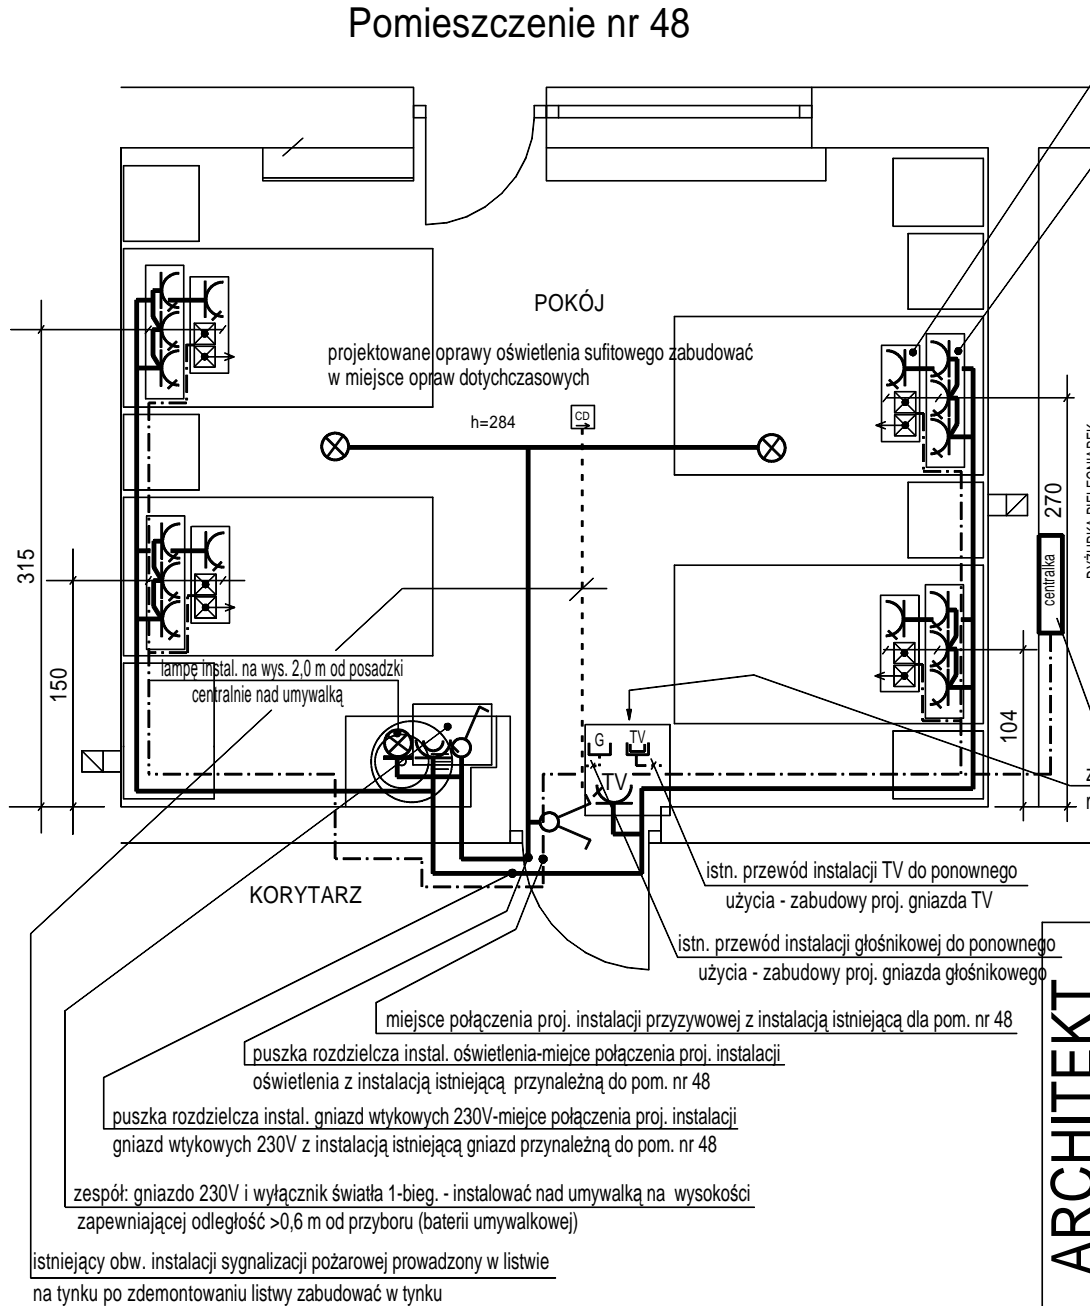 Pomieszczenie nr 48
POKÓJ
projektowane oprawy oświetlenia sufitowego zabudować
w miejsce opraw dotychczasowych
h=284
CD
315
150
270
104
centralka
lampę instal. na wys. 2,0 m od posadzki
centralnie nad umywalką
G
TV
TV
KORYTARZ
istn. przewód instalacji TV do ponownego
użycia - zabudowy proj. gniazda TV
istn. przewód instalacji głośnikowej do ponownego
użycia - zabudowy proj. gniazda głośnikowego
miejsce połączenia proj. instalacji przyzywowej z instalacją istniejącą dla pom. nr 48
puszka rozdzielcza instal. oświetlenia-miejce połączenia proj. instalacji
oświetlenia z instalacją istniejącą przynależną do pom. nr 48
puszka rozdzielcza instal. gniazd wtykowych 230V-miejce połączenia proj. instalacji
gniazd wtykowych 230V z instalacją istniejącą gniazd przynależną do pom. nr 48
zespół: gniazdo 230V i wyłącznik światła 1-bieg. - instalować nad umywalką na wysokości
zapewniającej odległość >0,6 m od przyboru (baterii umywalkowej)
istniejący obw. instalacji sygnalizacji pożarowej prowadzony w listwie
na tynku po zdemontowaniu listwy zabudować w tynku
ARCHITEKT